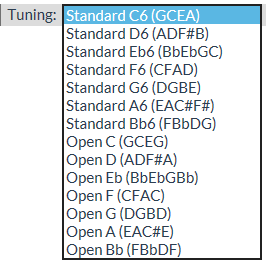 Tuning: Standard C6 (GCEA)
Standard D6 (ADF#B)
Standard Eb6 (BbEbGC)
Standard F6 (CFAD)
Standard G6 (DGBE)
Standard A6 (EAC#F#)
Standard Bb6 (FBbDG)
Open C (GCEG)
Open D (ADF#A)
Open Eb (BbEbGBb)
Open F (CFAC)
Open G (DGBD)
Open A (EAC#E)
Open Bb (FBbDF)